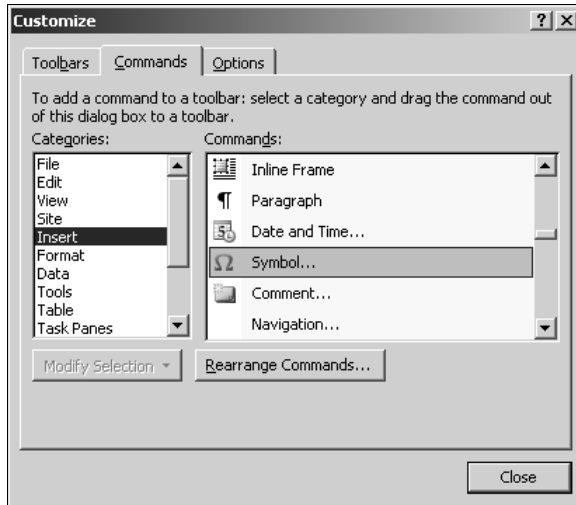 Customize
Toolbars Commands Options
To add a command to a toolbar: select a category and drag the command out
of this dialog box to a toolbar.
Categories:
File
Edit
View
Site
Insert
Format
Data
Tools
Table
Task Panes
Commands:
Inline Frame
Paragraph
Date and Time...
Symbol...
Comment...
Navigation...
Modify Selection
Rearrange Commands...
Close